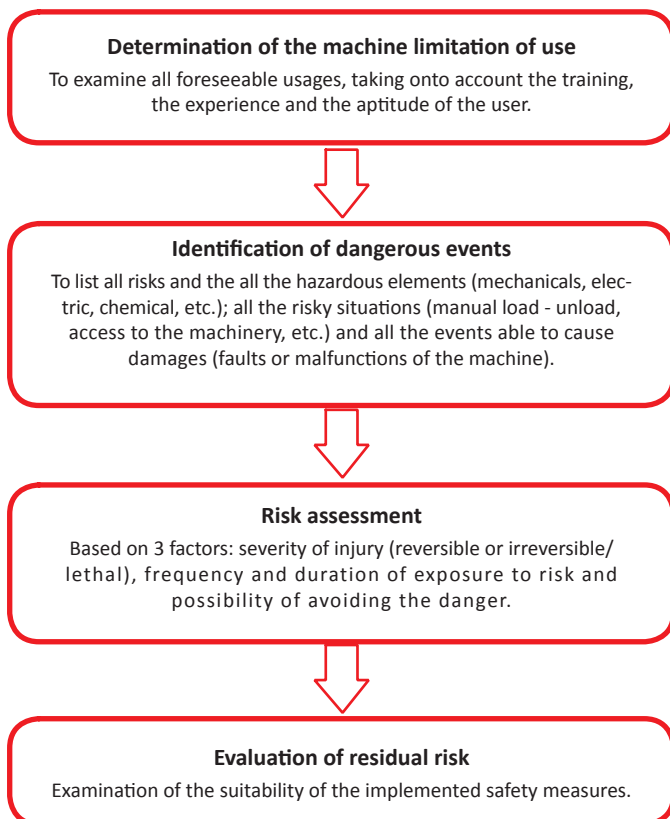 Determination of the machine limitation of use
To examine all foreseeable usages, taking onto account the training,
the experience and the aptitude of the user.
Identification of dangerous events
To list all risks and the all the hazardous elements (mechanicals, elec-
tric, chemical, etc.); all the risky situations (manual load - unload,
access to the machinery, etc.) and all the events able to cause
damages (faults or malfunctions of the machine).
Risk assessment
Based on 3 factors: severity of injury (reversible or irreversible/
lethal), frequency and duration of exposure to risk and
possibility of avoiding the danger.
Evaluation of residual risk
Examination of the suitability of the implemented safety measures.